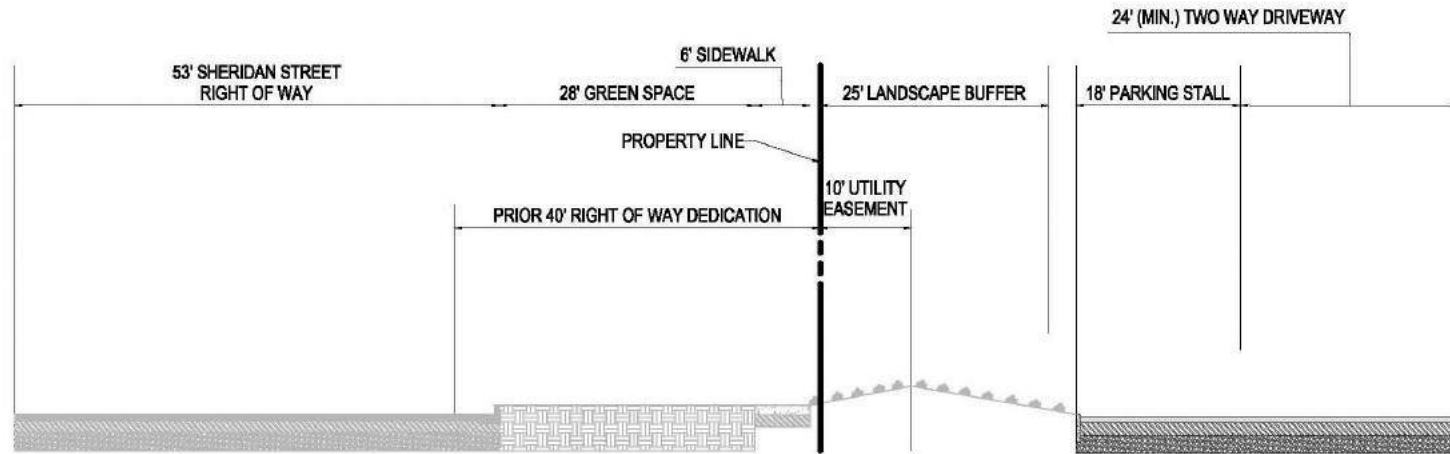 24' (MIN.) TWO WAY DRIVEWAY
6' SIDEWALK
53' SHERIDAN STREET
RIGHT OF WAY
28' GREEN SPACE
25' LANDSCAPE BUFFER
18' PARKING STALL
PROPERTY LINE
10' UTILITY
EASEMENT
PRIOR 40' RIGHT OF WAY DEDICATION